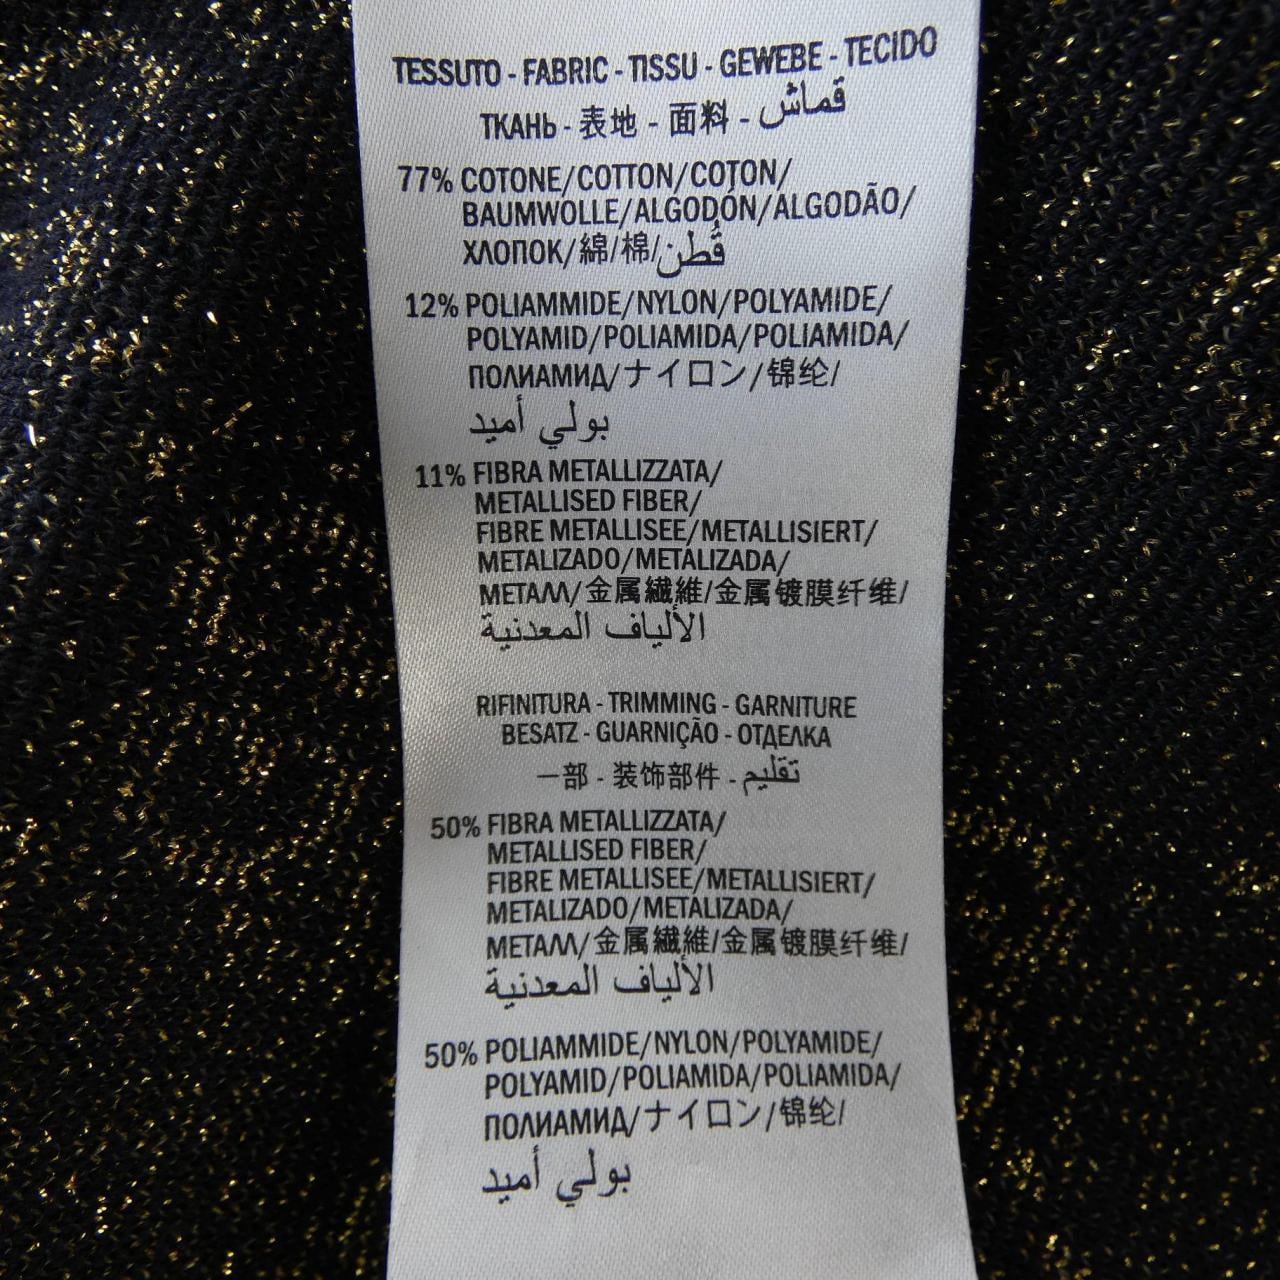 TESSUTO - FABRIC - TISSU - GEWEBE - TECIDO
ТКАНЬ - 表地 - 面料 - قماش
77% COTONE/COTTON/COTON/
BAUMWOLLE/ALGODÓN/ALGODÃO/
ХЛОПОК/綿/棉/قُطن
12% POLIAMMIDE/NYLON/POLYAMIDE/
POLYAMID/POLIAMIDA/POLIAMIDA/
ПОЛИАМИД/ナイロン/锦纶/
بولي أميد
11% FIBRA METALLIZZATA/
METALLISED FIBER/
FIBRE METALLISEE/METALLISIERT/
METALIZADO/METALIZADA/
МЕТАЛЛ/金属繊維/金属镀膜纤维/
الألياف المعدنية
RIFINITURA - TRIMMING - GARNITURE
BESATZ - GUARNIÇÃO - ОТДЕЛКА
一部 - 装饰部件 - تقليم
50% FIBRA METALLIZZATA/
METALLISED FIBER/
FIBRE METALLISEE/METALLISIERT/
METALIZADO/METALIZADA/
МЕТАЛЛ/金属繊維/金属镀膜纤维/
الألياف المعدنية
50% POLIAMMIDE/NYLON/POLYAMIDE/
POLYAMID/POLIAMIDA/POLIAMIDA/
ПОЛИАМИД/ナイロン/锦纶/
بولي أميد